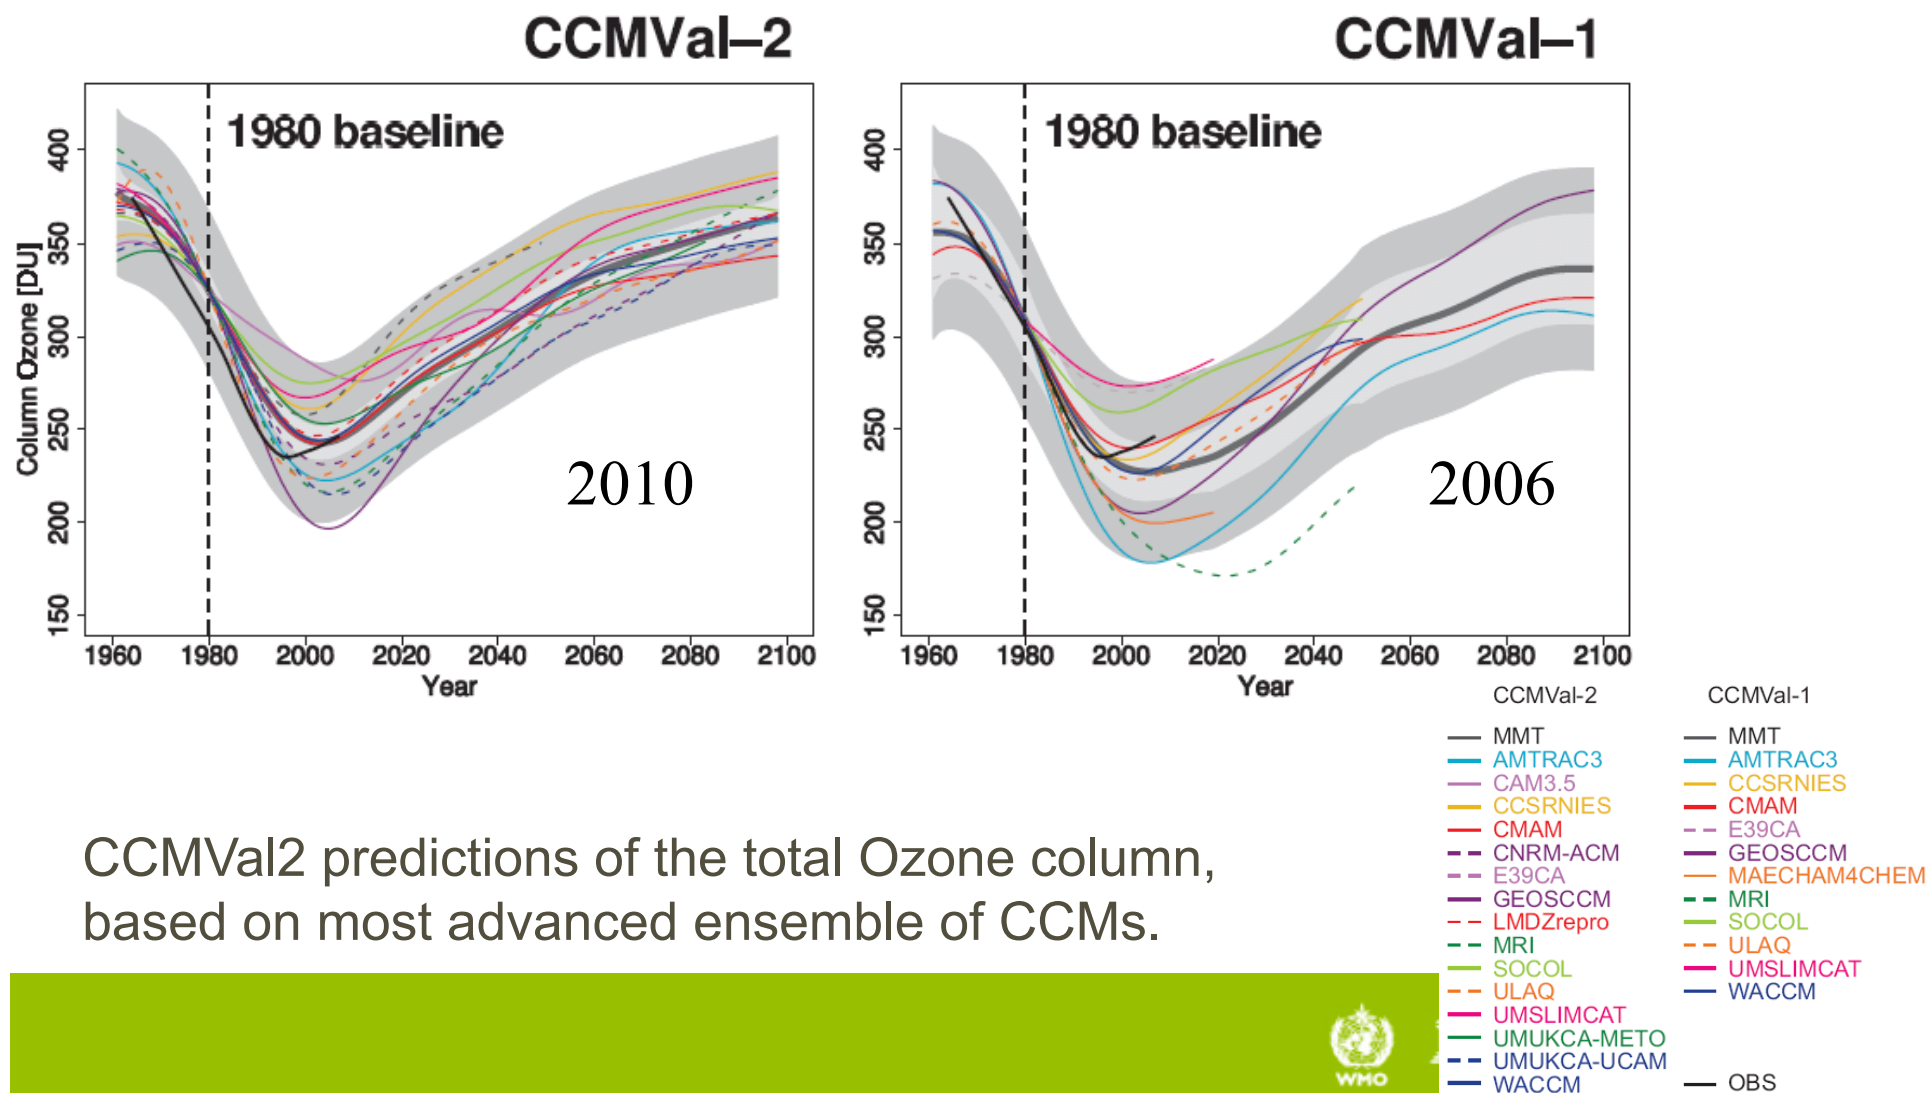 CCMVal–2
CCMVal–1
1980 baseline
1980 baseline
Column Ozone [DU]
400
350
300
250
200
150
2010
1960 1980 2000 2020 2040 2060 2080 2100
Year
400
350
300
250
200
150
2006
1960 1980 2000 2020 2040 2060 2080 2100
Year
CCMVal-2
MMT
AMTRAC3
CAM3.5
CCSRNIES
CMAM
CNRM-ACM
E39CA
GEOSCCM
LMDZrepro
MRI
SOCOL
ULAQ
UMSLIMCAT
UMUKCA-METO
UMUKCA-UCAM
WACCM
CCMVal-1
MMT
AMTRAC3
CCSRNIES
CMAM
E39CA
GEOSCCM
MAECHAM4CHEM
MRI
SOCOL
ULAQ
UMSLIMCAT
WACCM
OBS
CCMVal2 predictions of the total Ozone column,
based on most advanced ensemble of CCMs.
WMO